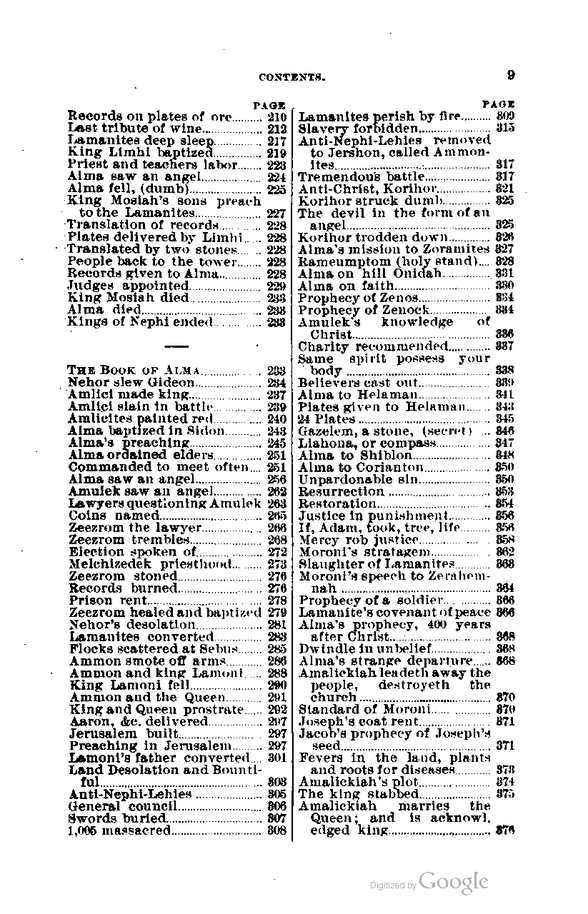 CONTENTS. 9
PAGE
Records on plates of ore.......... 210
Last tribute of wine.................. 212
Lamanites deep sleep.............. 217
King Limhi baptized............... 219
Priest and teachers labor........ 223
Alma saw an angel.................. 224
Alma fell, (dumb)..................... 225
King Mosiah's sons preach
to the Lamanites................... 227
Translation of records............ 228
Plates delivered by Limhi... .. 228
Translated by two stones... .. 228
People back to the tower........ 228
Records given to Alma............ 228
Judges appointed.................... 229
King Mosiah died.................... 233
Alma died................................ 233
Kings of Nephi ended.............. 233
THE BOOK OF ALMA................ 233
Nehor slew Gideon.................. 234
Amlici made king.................... 237
Amlici slain in battle.............. 239
Amlicites painted red.............. 240
Alma baptized in Sidon........... 243
Alma's preaching..................... 245
Alma ordained elders.............. 251
Commanded to meet often.... 251
Alma saw an angel.................. 256
Amulek saw an angel.............. 262
Lawyers questioning Amulek 263
Coins named............................ 265
Zeezrom the lawyer................. 266
Zeezrom trembles.................... 268
Election spoken of................... 272
Melchizedek priesthood.......... 273
Zeezrom stoned....................... 276
Records burned....................... 276
Prison rent............................... 278
Zeezrom healed and baptized 279
Nehor's desolation................... 281
Lamanites converted.............. 283
Flocks scattered at Sebus....... 285
Ammon smote off arms.......... 286
Ammon and king Lamoni..... 288
King Lamoni fell..................... 290
Ammon and the Queen.......... 291
King and Queen prostrate...... 292
Aaron, &c. delivered............... 297
Jerusalem built....................... 297
Preaching in Jerusalem......... 297
Lamoni's father converted.... 301
Land Desolation and Bounti-
ful............................................ 303
Anti-Nephi-Lehies .................. 305
General council....................... 306
Swords buried.......................... 307
1,005 massacred......................... 308
PAGE
Lamanites perish by fire.......... 309
Slavery forbidden..................... 315
Anti-Nephi-Lehies removed
to Jershon, called Ammon-
ites.......................................... 317
Tremendous battle................... 317
Anti-Christ, Korihor................ 321
Korihor struck dumb.............. 325
The devil in the form of an
angel........................................ 325
Korihor trodden down............ 326
Alma's mission to Zoramites 327
Rameumptom (holy stand).... 328
Alma on hill Onidah............... 331
Alma on faith........................... 330
Prophecy of Zenos.................... 334
Prophecy of Zenock................. 334
Amulek's knowledge of
Christ...................................... 336
Charity recommended............ 337
Same spirit possess your
body ........................................ 338
Believers cast out..................... 339
Alma to Helaman.................... 341
Plates given to Helaman....... 343
24 Plates .................................... 345
Gazelem, a stone, (secret) ... 346
Liahona, or compass................ 347
Alma to Shiblon....................... 348
Alma to Corianton................... 350
Unpardonable sin.................... 350
Resurrection ............................ 353
Restoration............................... 354
Justice in punishment............ 356
If, Adam, took, tree, life......... 356
Mercy rob justice..................... 358
Moroni's stratagem.................. 362
Slaughter of Lamanites.......... 363
Moroni's speech to Zerahem-
nah ......................................... 364
Prophecy of a soldier............... 366
Lamanite's covenant of peace 366
Alma's prophecy, 400 years
after Christ............................. 368
Dwindle in unbelief................. 368
Alma's strange departure..... 368
Amalickiah leadeth away the
people, destroyeth the
church .................................... 370
Standard of Moroni................. 370
Joseph's coat rent..................... 371
Jacob's prophecy of Joseph's
seed......................................... 371
Fevers in the land, plants
and roots for diseases........... 373
Amalickiah's plot..................... 374
The king stabbed..................... 375
Amalickiah marries the
Queen; and is acknowl.
edged king............................. 376
Digitized by Google